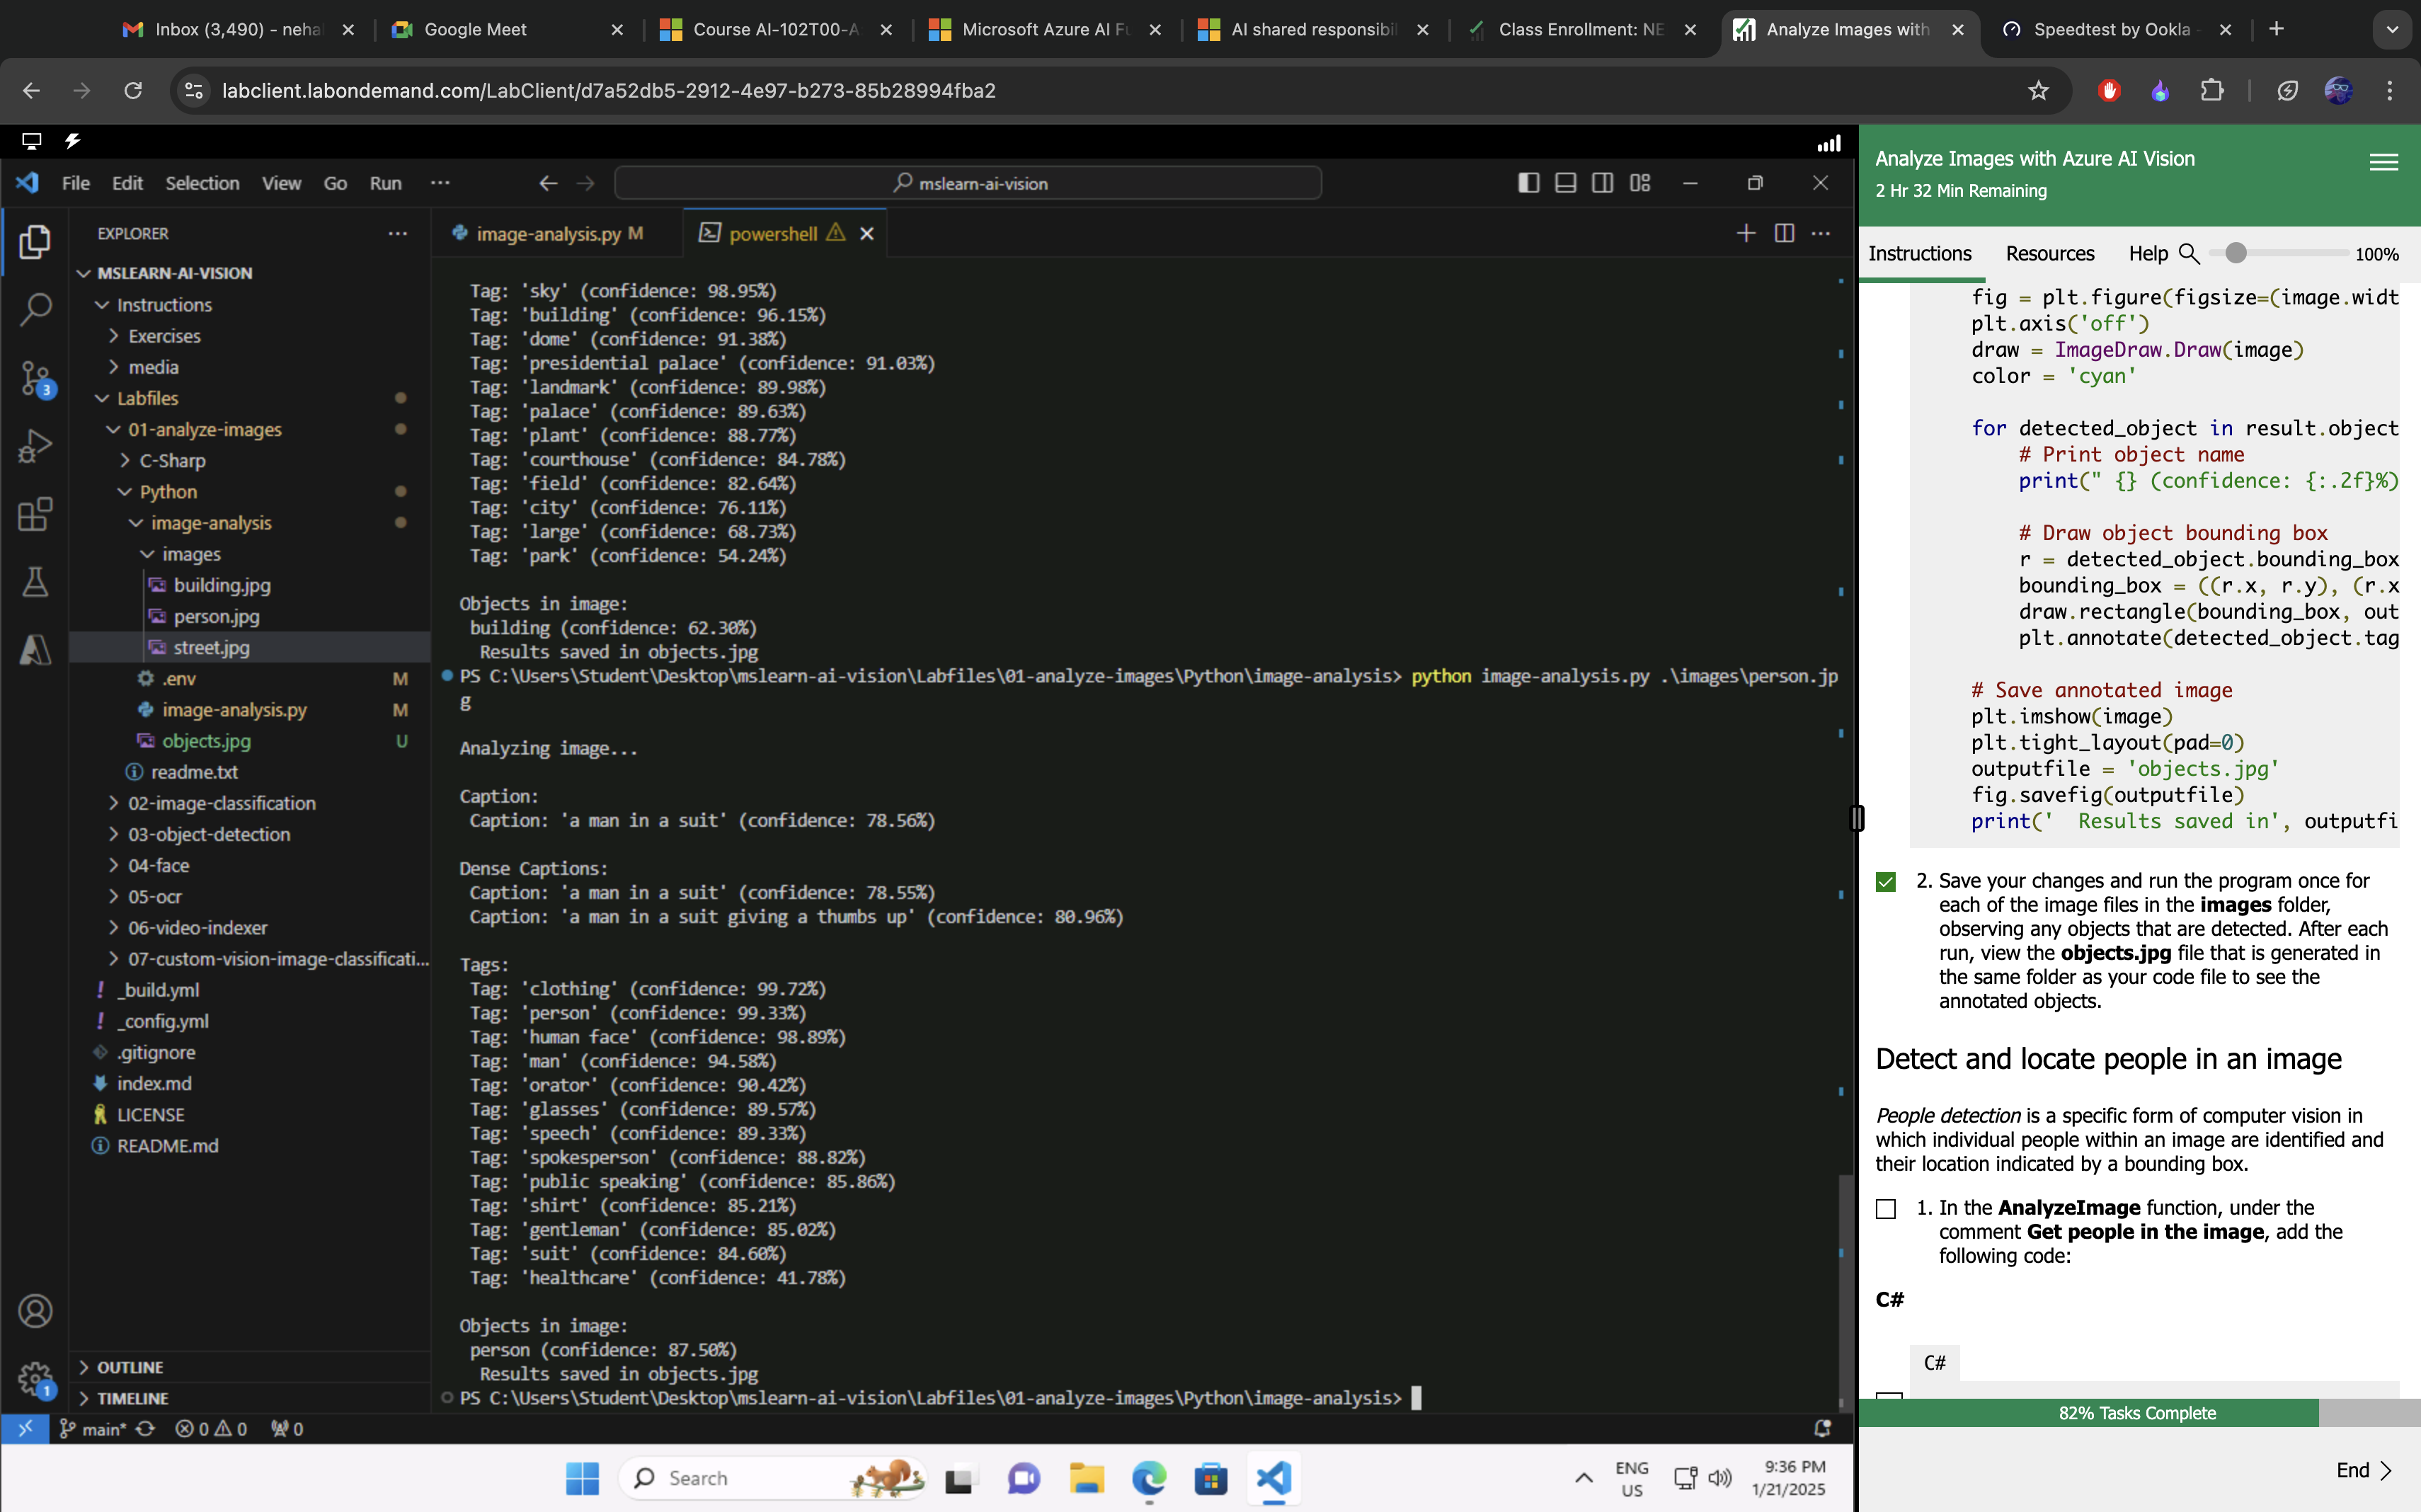 Inbox (3,490) - neha
Google Meet
Course AI-102T00-A
Microsoft Azure AI Fu
AI shared responsibil
Class Enrollment: NE
Analyze Images with
Speedtest by Ookla -
labclient.labondemand.com/LabClient/d7a52db5-2912-4e97-b273-85b28994fba2
File Edit Selection View Go Run ...
mslearn-ai-vision
EXPLORER
MSLEARN-AI-VISION
Instructions
Exercises
media
Labfiles
01-analyze-images
C-Sharp
Python
image-analysis
images
building.jpg
person.jpg
street.jpg
.env M
image-analysis.py M
objects.jpg U
readme.txt
02-image-classification
03-object-detection
04-face
05-ocr
06-video-indexer
07-custom-vision-image-classificati...
_build.yml
_config.yml
.gitignore
index.md
LICENSE
README.md
OUTLINE
TIMELINE
3
1
image-analysis.py M
powershell
Tag: 'sky' (confidence: 98.95%)
Tag: 'building' (confidence: 96.15%)
Tag: 'dome' (confidence: 91.38%)
Tag: 'presidential palace' (confidence: 91.03%)
Tag: 'landmark' (confidence: 89.98%)
Tag: 'palace' (confidence: 89.63%)
Tag: 'plant' (confidence: 88.77%)
Tag: 'courthouse' (confidence: 84.78%)
Tag: 'field' (confidence: 82.64%)
Tag: 'city' (confidence: 76.11%)
Tag: 'large' (confidence: 68.73%)
Tag: 'park' (confidence: 54.24%)
Objects in image:
building (confidence: 62.30%)
Results saved in objects.jpg
PS C:\Users\Student\Desktop\mslearn-ai-vision\Labfiles\01-analyze-images\Python\image-analysis> python image-analysis.py .\images\person.jp
g
Analyzing image...
Caption:
Caption: 'a man in a suit' (confidence: 78.56%)
Dense Captions:
Caption: 'a man in a suit' (confidence: 78.55%)
Caption: 'a man in a suit giving a thumbs up' (confidence: 80.96%)
Tags:
Tag: 'clothing' (confidence: 99.72%)
Tag: 'person' (confidence: 99.33%)
Tag: 'human face' (confidence: 98.89%)
Tag: 'man' (confidence: 94.58%)
Tag: 'orator' (confidence: 90.42%)
Tag: 'glasses' (confidence: 89.57%)
Tag: 'speech' (confidence: 89.33%)
Tag: 'spokesperson' (confidence: 88.82%)
Tag: 'public speaking' (confidence: 85.86%)
Tag: 'shirt' (confidence: 85.21%)
Tag: 'gentleman' (confidence: 85.02%)
Tag: 'suit' (confidence: 84.60%)
Tag: 'healthcare' (confidence: 41.78%)
Objects in image:
person (confidence: 87.50%)
Results saved in objects.jpg
PS C:\Users\Student\Desktop\mslearn-ai-vision\Labfiles\01-analyze-images\Python\image-analysis>
main* 0 0 0
Search
ENG
US
9:36 PM
1/21/2025
Analyze Images with Azure AI Vision
2 Hr 32 Min Remaining
Instructions Resources Help 100%
fig = plt.figure(figsize=(image.widt
plt.axis('off')
draw = ImageDraw.Draw(image)
color = 'cyan'
for detected_object in result.object
# Print object name
print(" {} (confidence: {:.2f}%)
# Draw object bounding box
r = detected_object.bounding_box
bounding_box = ((r.x, r.y), (r.x
draw.rectangle(bounding_box, out
plt.annotate(detected_object.tag
# Save annotated image
plt.imshow(image)
plt.tight_layout(pad=0)
outputfile = 'objects.jpg'
fig.savefig(outputfile)
print('  Results saved in', outputfi
2. Save your changes and run the program once for
each of the image files in the images folder,
observing any objects that are detected. After each
run, view the objects.jpg file that is generated in
the same folder as your code file to see the
annotated objects.
Detect and locate people in an image
People detection is a specific form of computer vision in
which individual people within an image are identified and
their location indicated by a bounding box.
1. In the AnalyzeImage function, under the
comment Get people in the image, add the
following code:
C#
C#
82% Tasks Complete
End